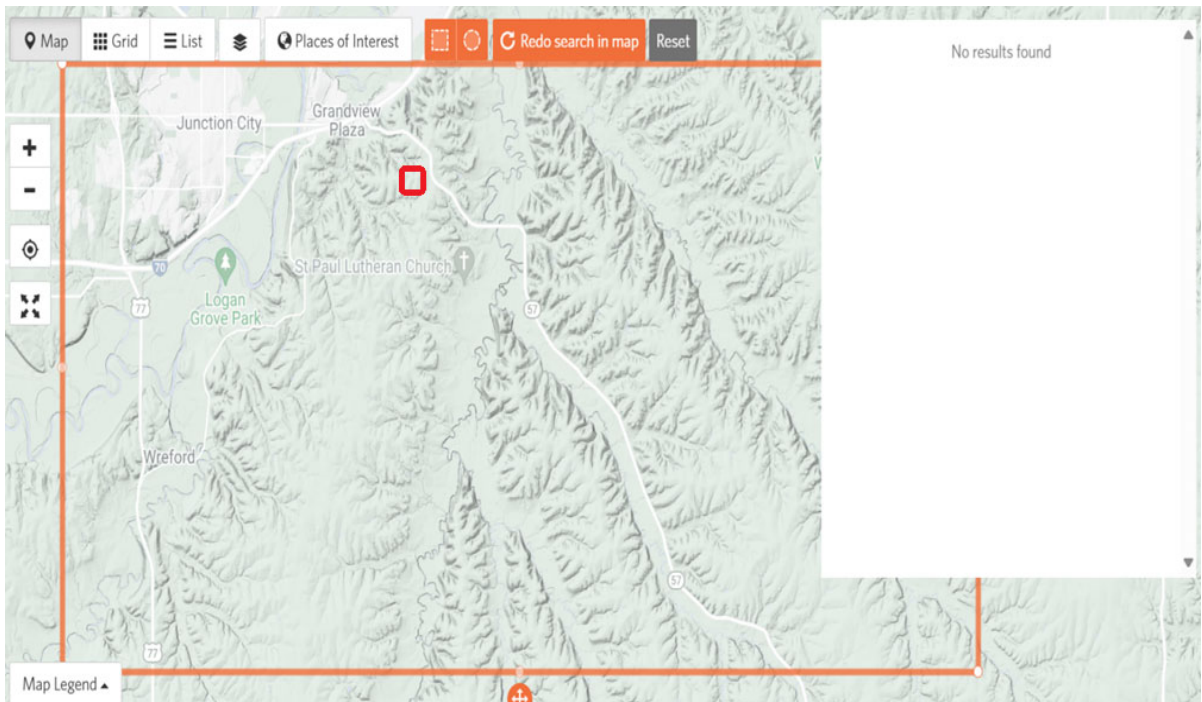 Map
Grid
List
Places of Interest
Redo search in map
Reset
No results found
Junction City
Grandview
Plaza
St Paul Lutheran Church
70
77
Logan
Grove Park
57
Wreford
57
77
Map Legend